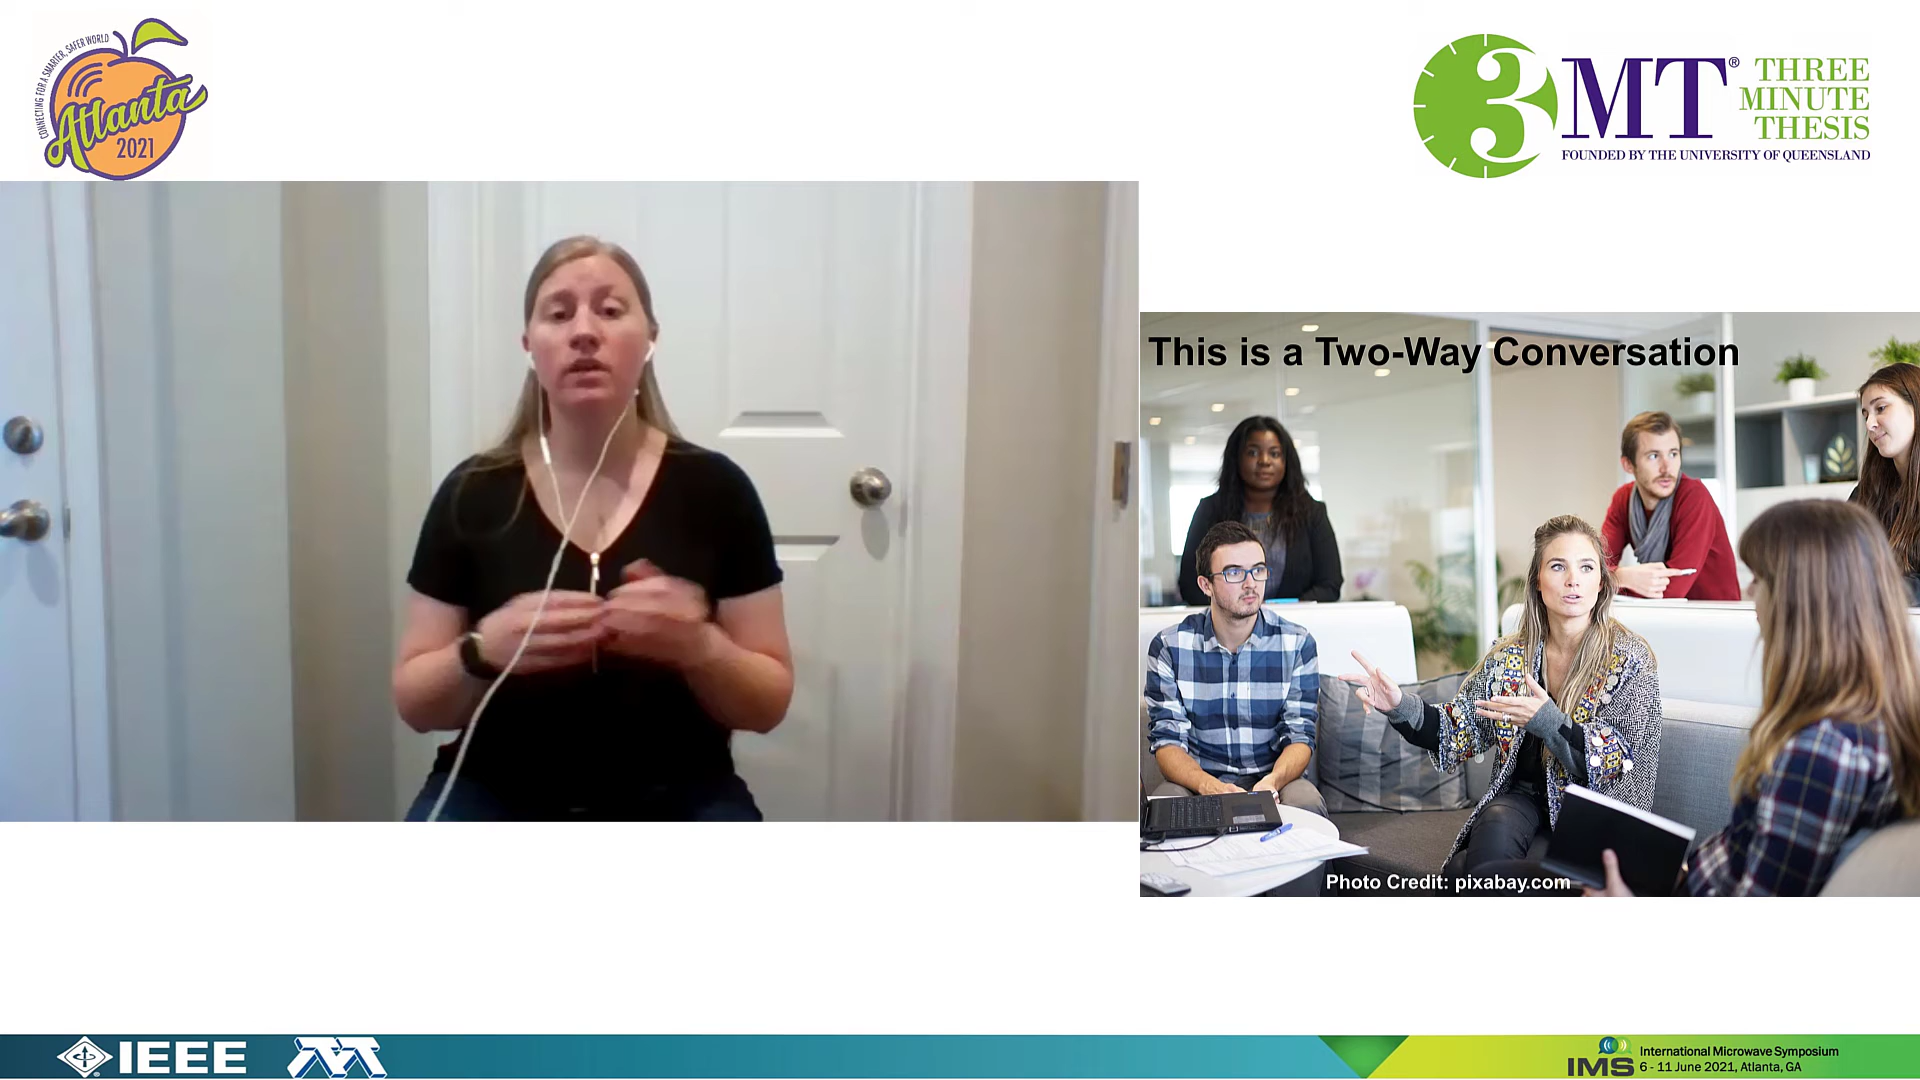 CONNECTING FOR A SMARTER, SAFER WORLD
Atlanta
2021
3MT® THREE
MINUTE
THESIS
FOUNDED BY THE UNIVERSITY OF QUEENSLAND
This is a Two-Way Conversation
Photo Credit: pixabay.com
IEEE
IMS
International Microwave Symposium
6 - 11 June 2021, Atlanta, GA